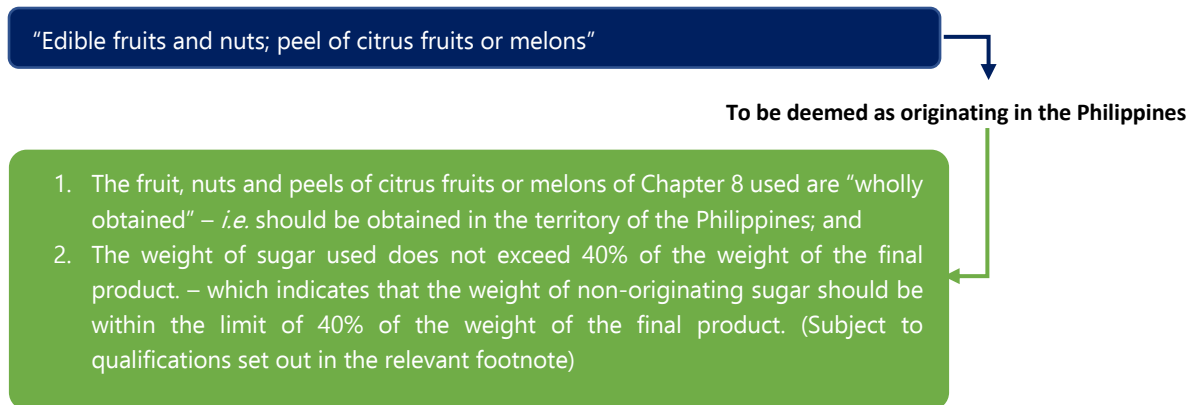 “Edible fruits and nuts; peel of citrus fruits or melons”
To be deemed as originating in the Philippines
1. The fruit, nuts and peels of citrus fruits or melons of Chapter 8 used are “wholly
obtained” – i.e. should be obtained in the territory of the Philippines; and
2. The weight of sugar used does not exceed 40% of the weight of the final
product. – which indicates that the weight of non-originating sugar should be
within the limit of 40% of the weight of the final product. (Subject to
qualifications set out in the relevant footnote)